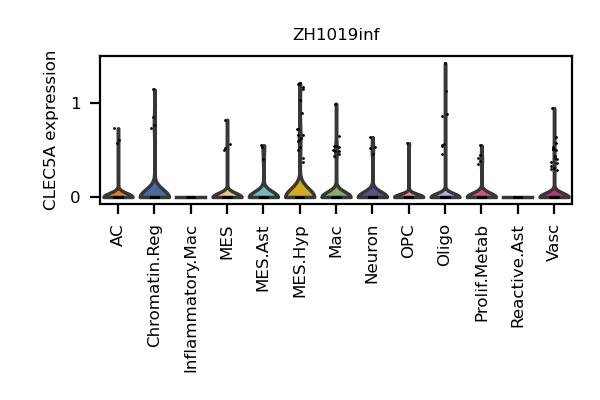 ZH1019inf
CLEC5A expression
1
0
AC
Chromatin.Reg
Inflammatory.Mac
MES
MES.Ast
MES.Hyp
Mac
Neuron
OPC
Oligo
Prolif.Metab
Reactive.Ast
Vasc